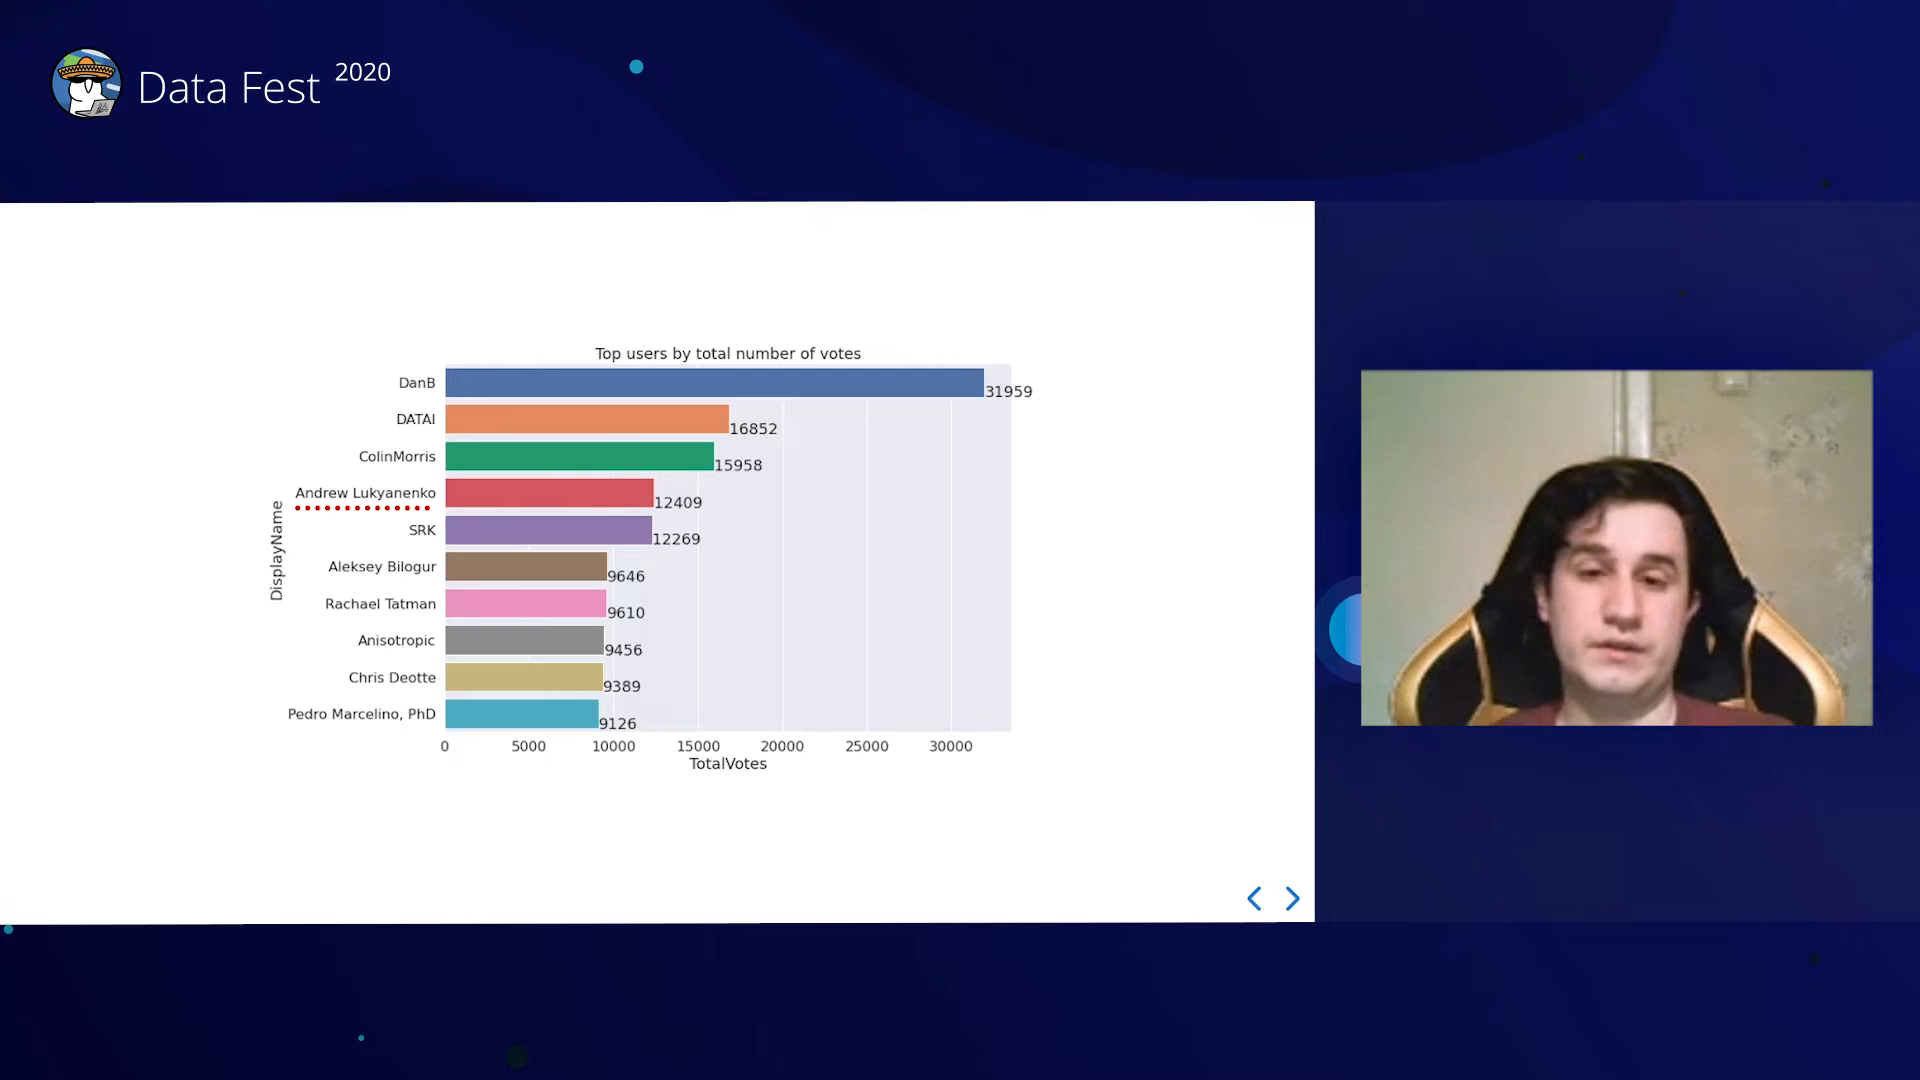 Data Fest 2020
Top users by total number of votes
DanB 31959
DATAI 16852
ColinMorris 15958
Andrew Lukyanenko 12409
SRK 12269
Aleksey Bilogur 9646
Rachael Tatman 9610
Anisotropic 9456
Chris Deotte 9389
Pedro Marcelino, PhD 9126
DisplayName
0 5000 10000 15000 20000 25000 30000
TotalVotes